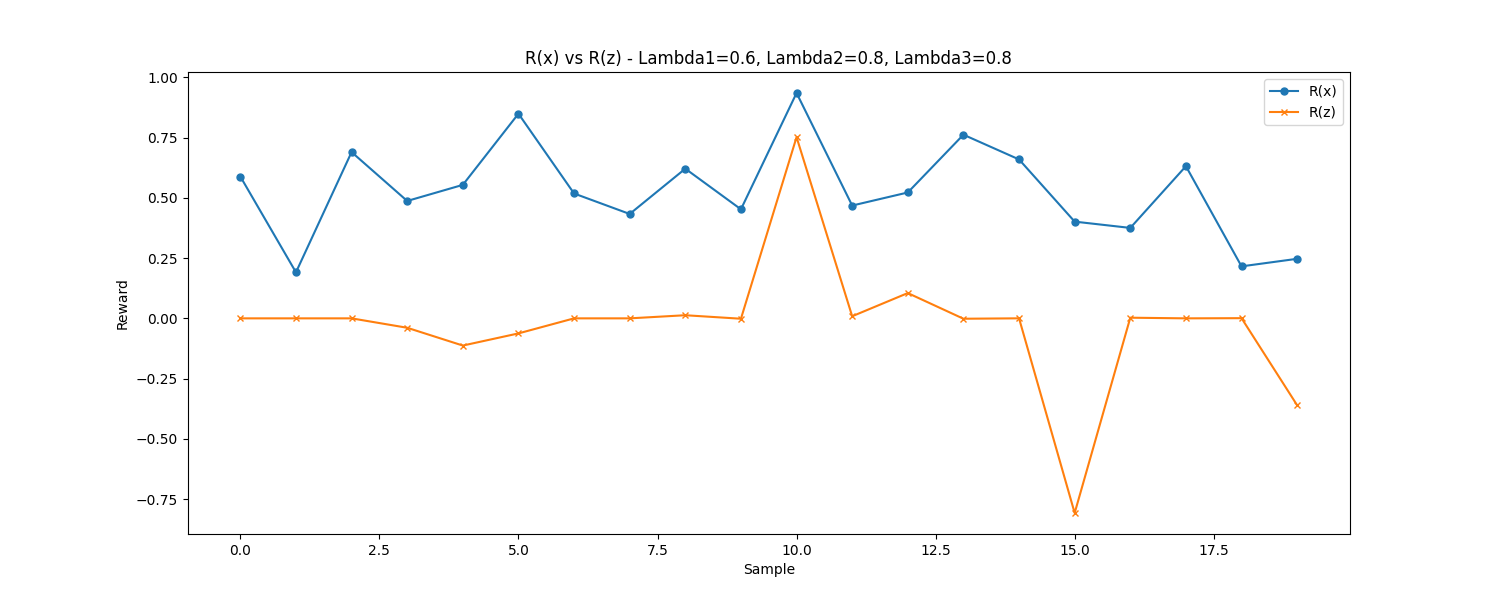 R(x) vs R(z) - Lambda1=0.6, Lambda2=0.8, Lambda3=0.8
R(x)
R(z)
Reward
1.00
0.75
0.50
0.25
0.00
−0.25
−0.50
−0.75
0.0 2.5 5.0 7.5 10.0 12.5 15.0 17.5
Sample